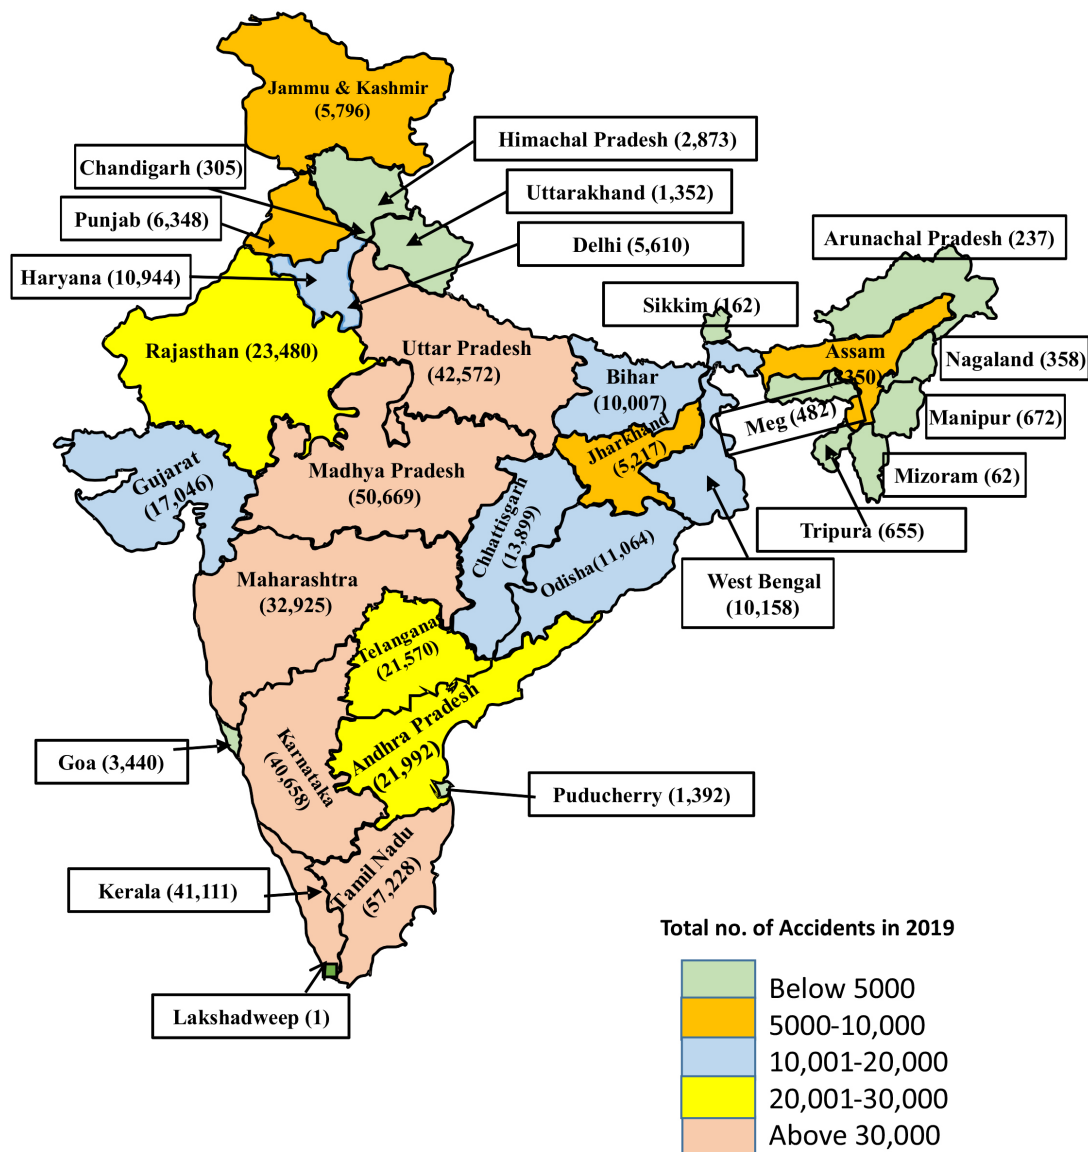 Jammu & Kashmir
(5,796)
Himachal Pradesh (2,873)
Chandigarh (305)
Uttarakhand (1,352)
Punjab (6,348)
Delhi (5,610)
Arunachal Pradesh (237)
Haryana (10,944)
Sikkim (162)
Rajasthan (23,480)
Uttar Pradesh
(42,572)
Bihar
(10,007)
Assam
(8350)
Nagaland (358)
Meg (482)
Manipur (672)
Jharkhand
(5,217)
Gujarat
(17,046)
Madhya Pradesh
(50,669)
Mizoram (62)
Chhattisgarh
(13,899)
Tripura (655)
Odisha(11,064)
Maharashtra
(32,925)
West Bengal
(10,158)
Telangana
(21,570)
Andhra Pradesh
(21,992)
Karnataka
(40,658)
Goa (3,440)
Puducherry (1,392)
Tamil Nadu
(57,228)
Kerala (41,111)
Lakshadweep (1)
Total no. of Accidents in 2019
Below 5000
5000-10,000
10,001-20,000
20,001-30,000
Above 30,000